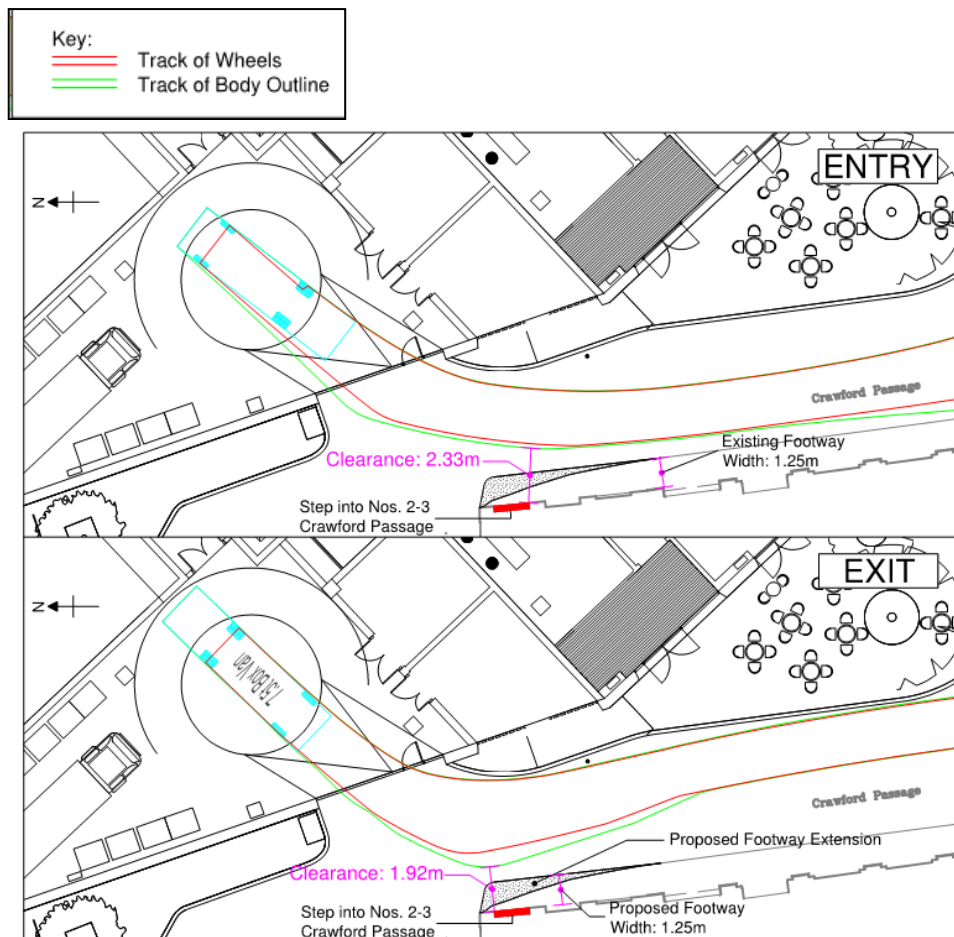 Key:
Track of Wheels
Track of Body Outline
ENTRY
N
Crawford Passage
Existing Footway
Width: 1.25m
Clearance: 2.33m
Step into Nos. 2-3
Crawford Passage
EXIT
N
7.5t Box Van
Crawford Passage
Proposed Footway Extension
Clearance: 1.92m
Step into Nos. 2-3
Crawford Passage
Proposed Footway
Width: 1.25m